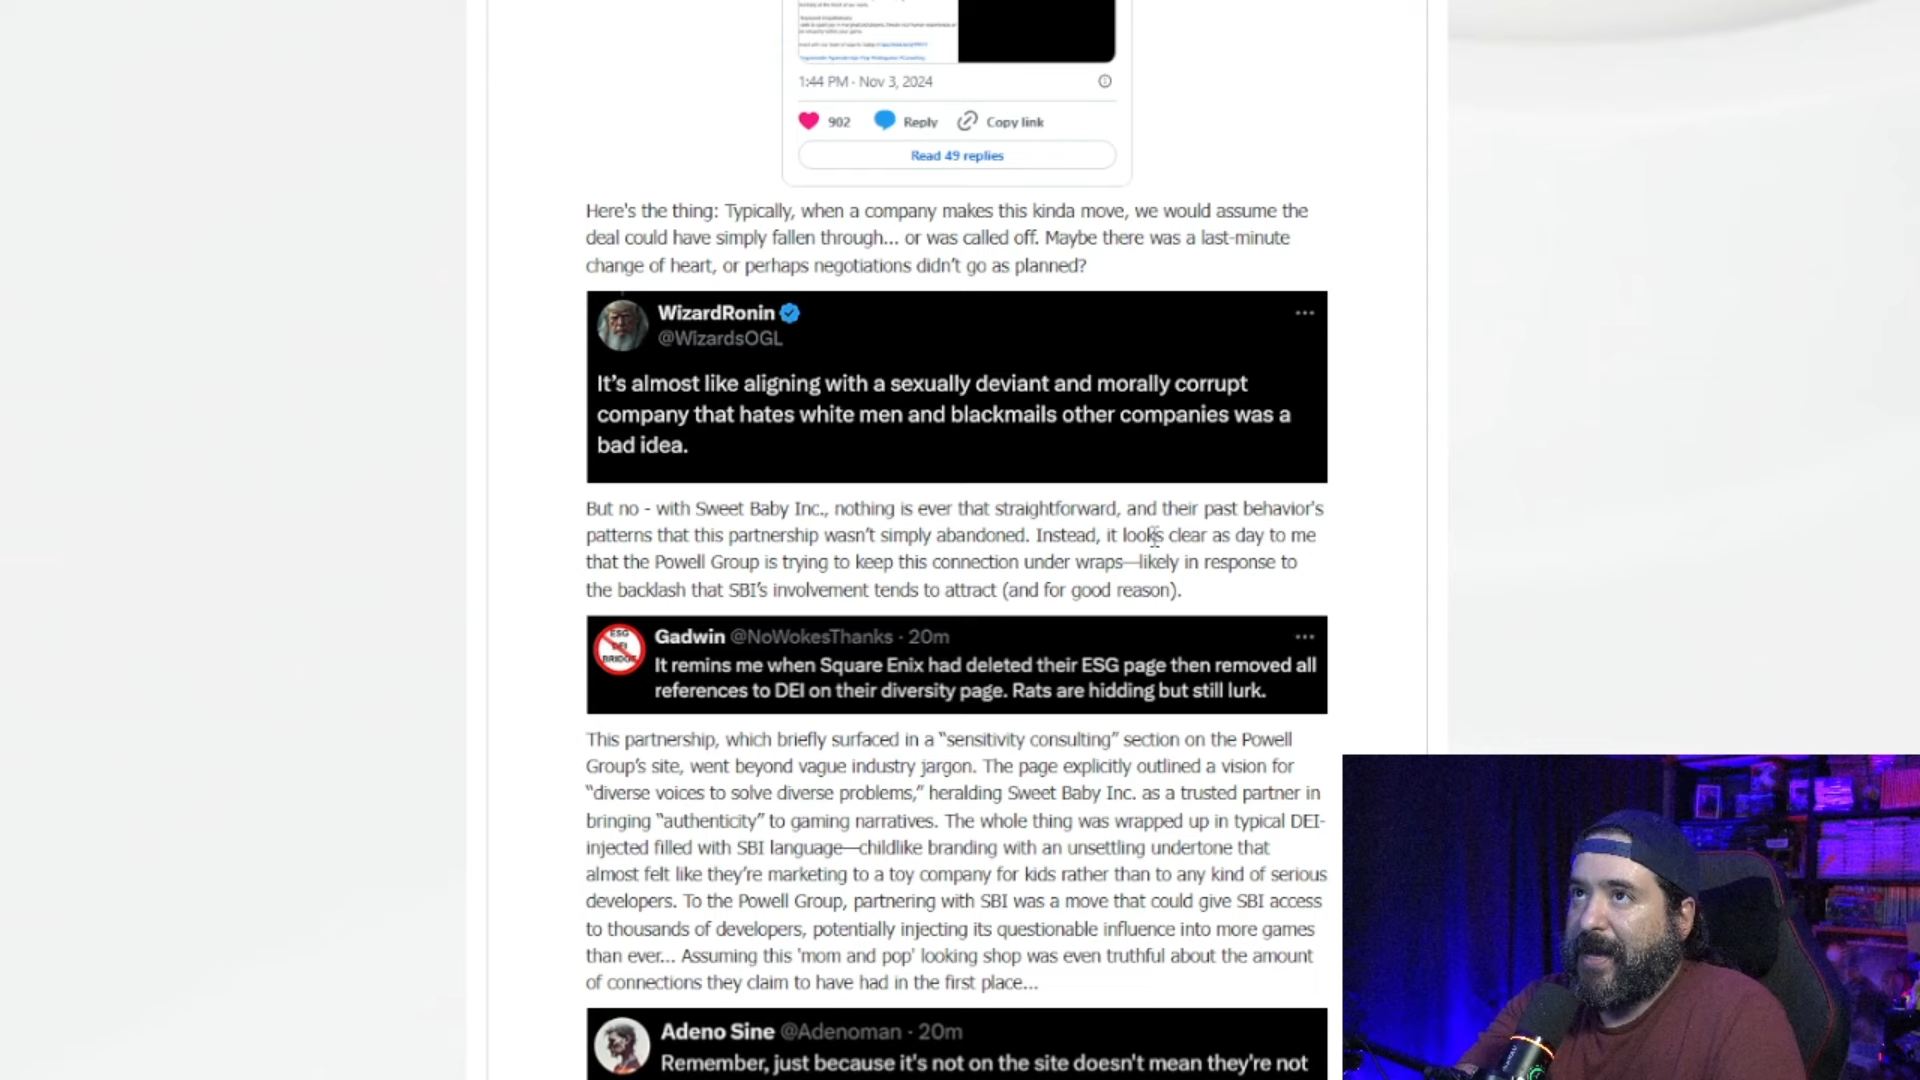 1:44 PM · Nov 3, 2024
902 Reply Copy link
Read 49 replies
Here's the thing: Typically, when a company makes this kinda move, we would assume the
deal could have simply fallen through... or was called off. Maybe there was a last-minute
change of heart, or perhaps negotiations didn't go as planned?
WizardRonin
@WizardsOGL
It's almost like aligning with a sexually deviant and morally corrupt
company that hates white men and blackmails other companies was a
bad idea.
But no - with Sweet Baby Inc., nothing is ever that straightforward, and their past behavior's
patterns that this partnership wasn't simply abandoned. Instead, it looks clear as day to me
that the Powell Group is trying to keep this connection under wraps—likely in response to
the backlash that SBI's involvement tends to attract (and for good reason).
ESG
DEI
BRIDGE
Gadwin @NoWokesThanks · 20m
It remins me when Square Enix had deleted their ESG page then removed all
references to DEI on their diversity page. Rats are hidding but still lurk.
This partnership, which briefly surfaced in a "sensitivity consulting" section on the Powell
Group's site, went beyond vague industry jargon. The page explicitly outlined a vision for
"diverse voices to solve diverse problems," heralding Sweet Baby Inc. as a trusted partner in
bringing "authenticity" to gaming narratives. The whole thing was wrapped up in typical DEI-
injected filled with SBI language—childlike branding with an unsettling undertone that
almost felt like they're marketing to a toy company for kids rather than to any kind of serious
developers. To the Powell Group, partnering with SBI was a move that could give SBI access
to thousands of developers, potentially injecting its questionable influence into more games
than ever... Assuming this 'mom and pop' looking shop was even truthful about the amount
of connections they claim to have had in the first place...
Adeno Sine @Adenoman · 20m
Remember, just because it's not on the site doesn't mean they're not